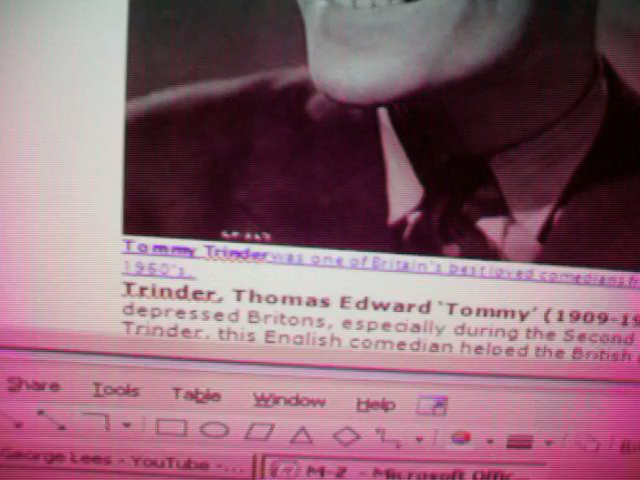 Tommy Trinder was one of Britain's best loved comedians fr
1960's.
Trinder, Thomas Edward 'Tommy' (1909-19
depressed Britons, especially during the Second
Trinder, this English comedian helped the British
Share Tools Table Window Help
George Lees - YouTube - ...
M-Z - Microsoft Offic...